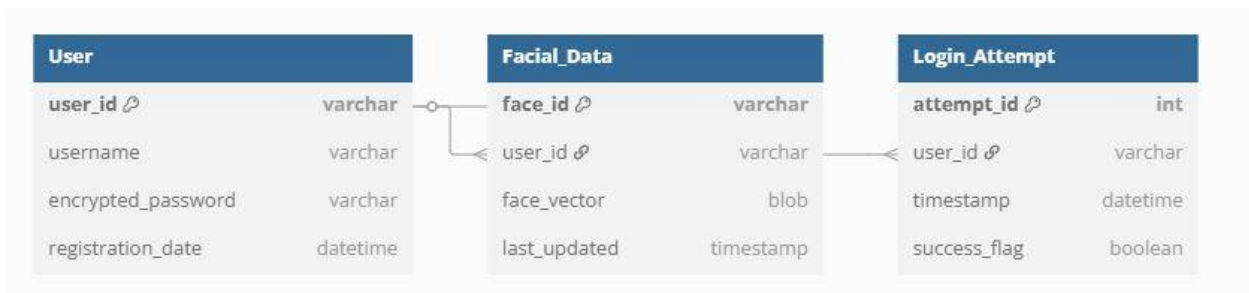 User
user_id varchar
username varchar
encrypted_password varchar
registration_date datetime
Facial_Data
face_id varchar
user_id varchar
face_vector blob
last_updated timestamp
Login_Attempt
attempt_id int
user_id varchar
timestamp datetime
success_flag boolean